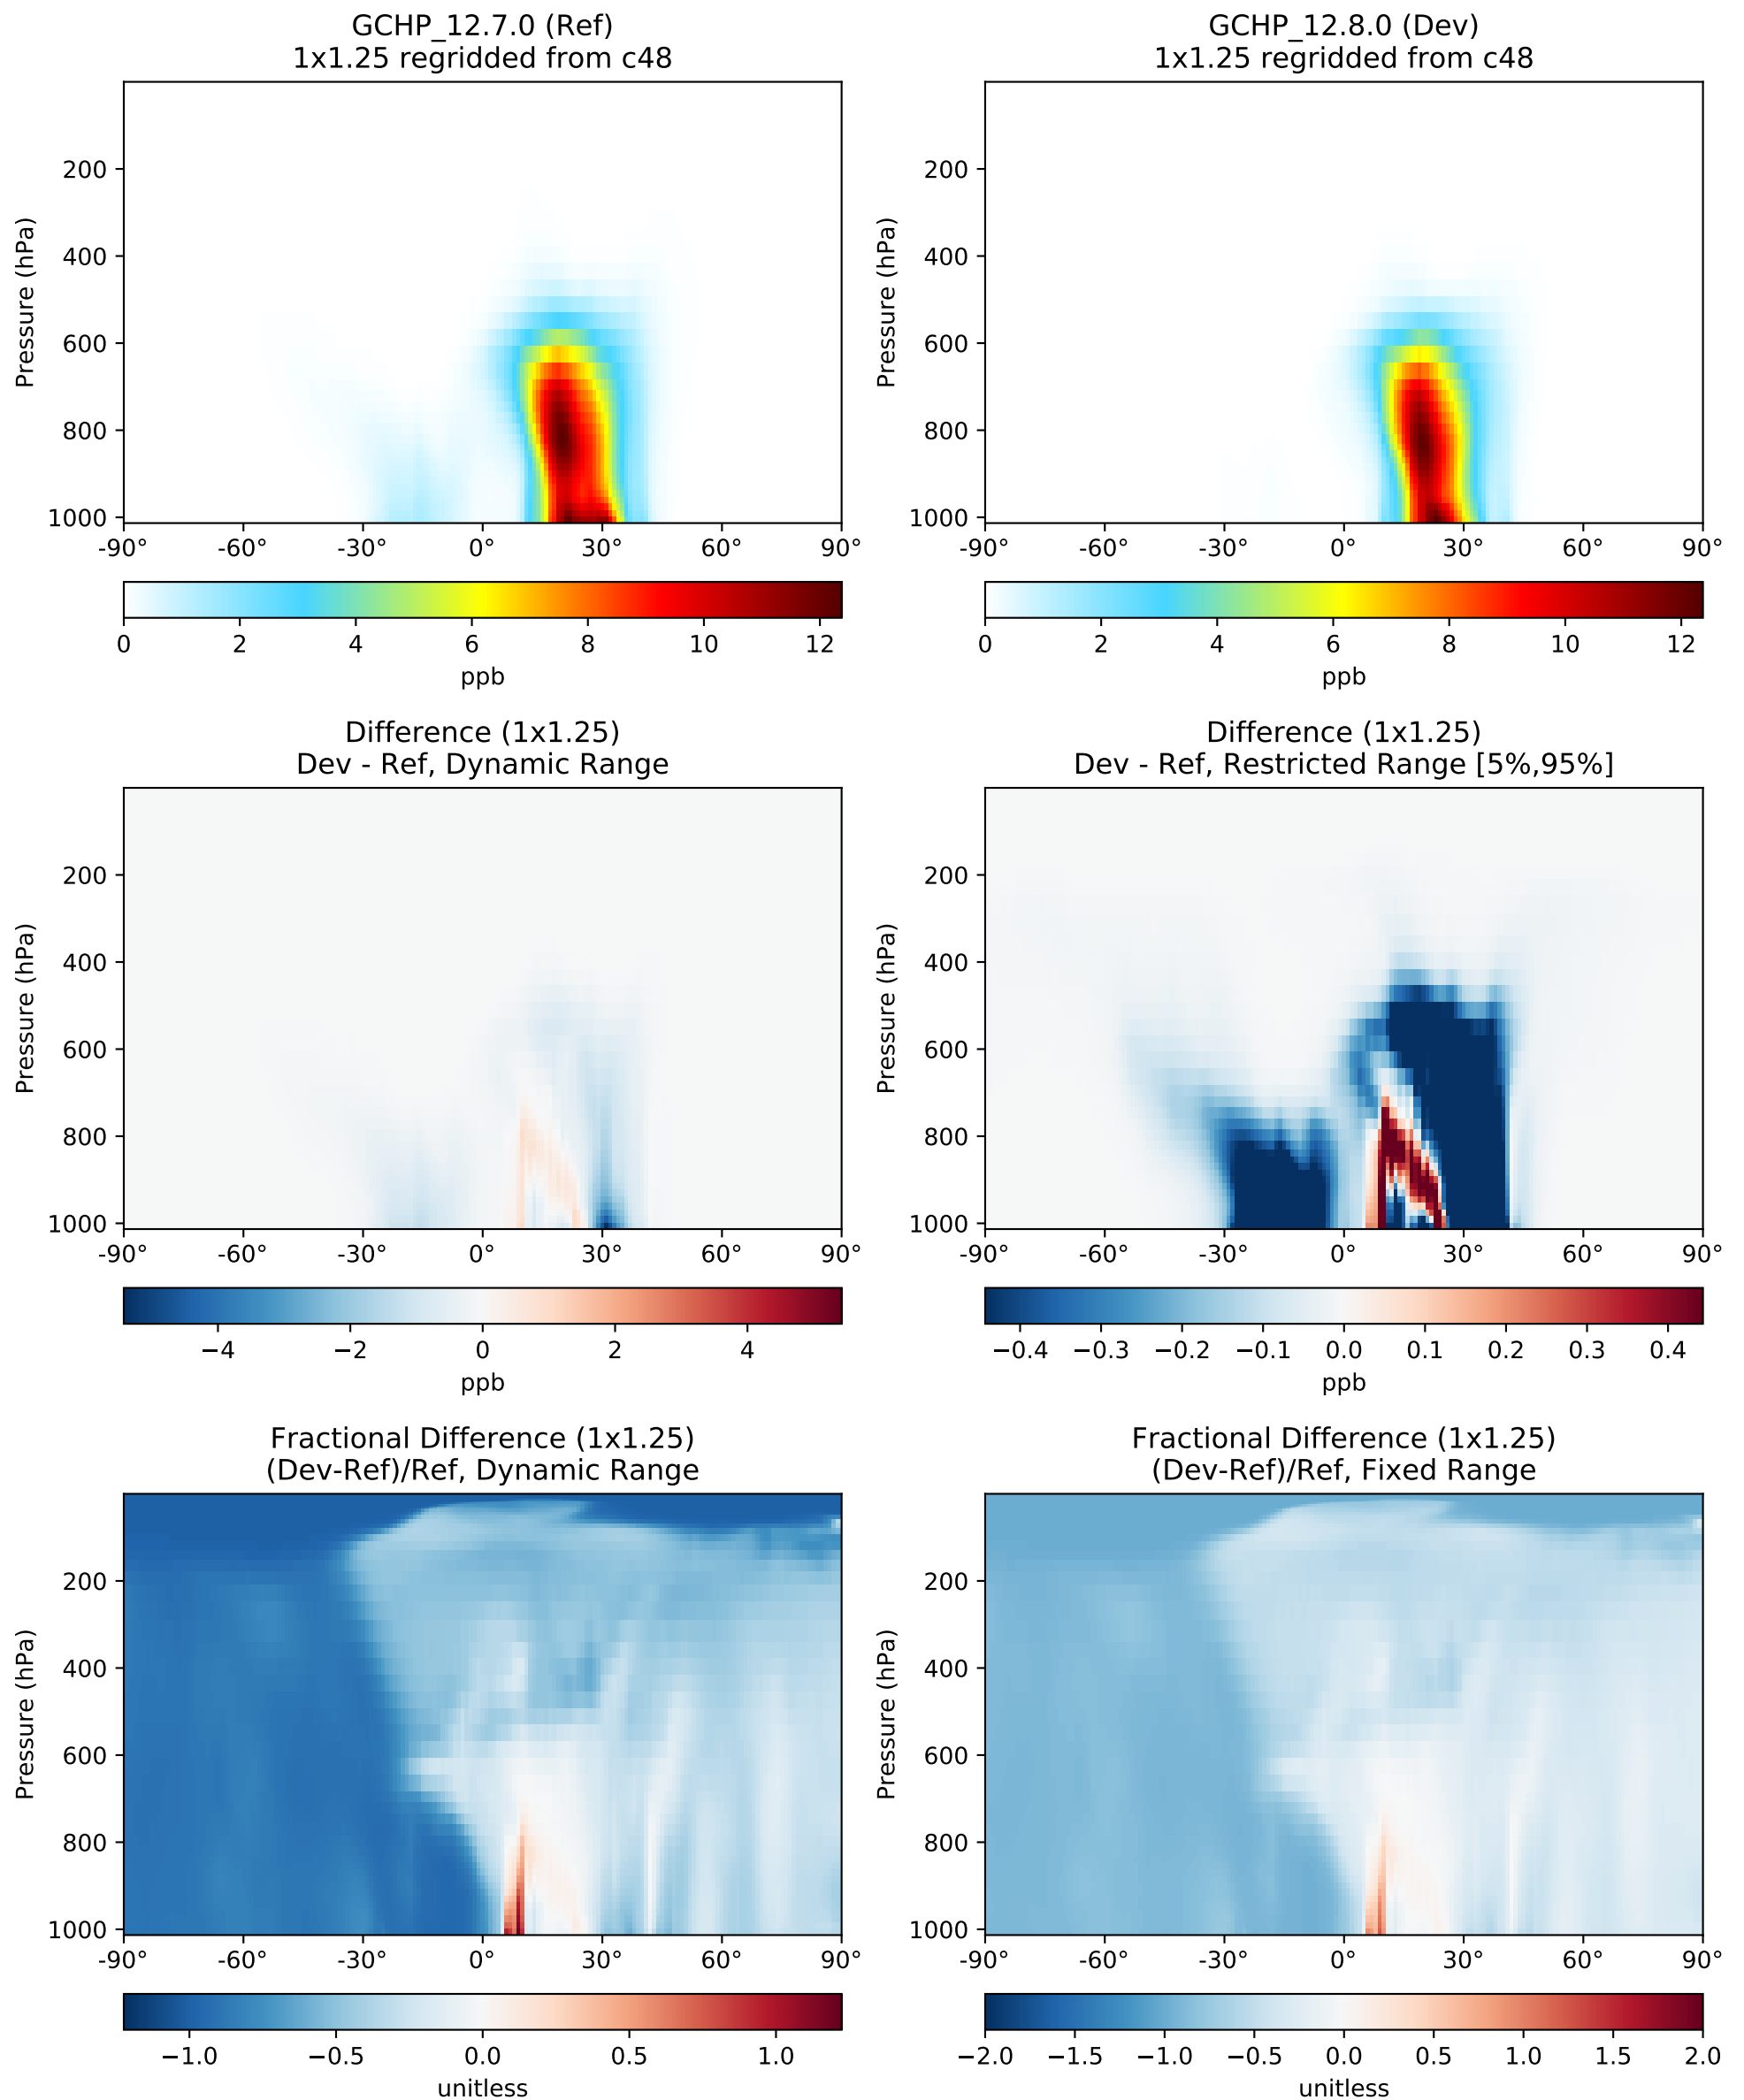 GCHP_12.7.0 (Ref)
1x1.25 regridded from c48
Pressure (hPa)
200
400
600
800
1000
-90° -60° -30° 0° 30° 60° 90°
0 2 4 6 8 10 12
ppb
GCHP_12.8.0 (Dev)
1x1.25 regridded from c48
Pressure (hPa)
200
400
600
800
1000
-90° -60° -30° 0° 30° 60° 90°
0 2 4 6 8 10 12
ppb
Difference (1x1.25)
Dev - Ref, Dynamic Range
Pressure (hPa)
200
400
600
800
1000
-90° -60° -30° 0° 30° 60° 90°
−4 −2 0 2 4
ppb
Difference (1x1.25)
Dev - Ref, Restricted Range [5%,95%]
Pressure (hPa)
200
400
600
800
1000
-90° -60° -30° 0° 30° 60° 90°
−0.4 −0.3 −0.2 −0.1 0.0 0.1 0.2 0.3 0.4
ppb
Fractional Difference (1x1.25)
(Dev-Ref)/Ref, Dynamic Range
Pressure (hPa)
200
400
600
800
1000
-90° -60° -30° 0° 30° 60° 90°
−1.0 −0.5 0.0 0.5 1.0
unitless
Fractional Difference (1x1.25)
(Dev-Ref)/Ref, Fixed Range
Pressure (hPa)
200
400
600
800
1000
-90° -60° -30° 0° 30° 60° 90°
−2.0 −1.5 −1.0 −0.5 0.0 0.5 1.0 1.5 2.0
unitless